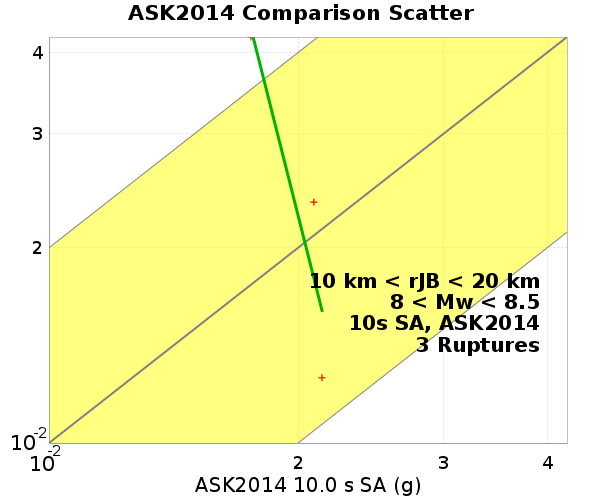 ASK2014 Comparison Scatter
4
3
2
10 km < rJB < 20 km
8 < Mw < 8.5
10s SA, ASK2014
3 Ruptures
10-2
10-2 2 3 4
ASK2014 10.0 s SA (g)